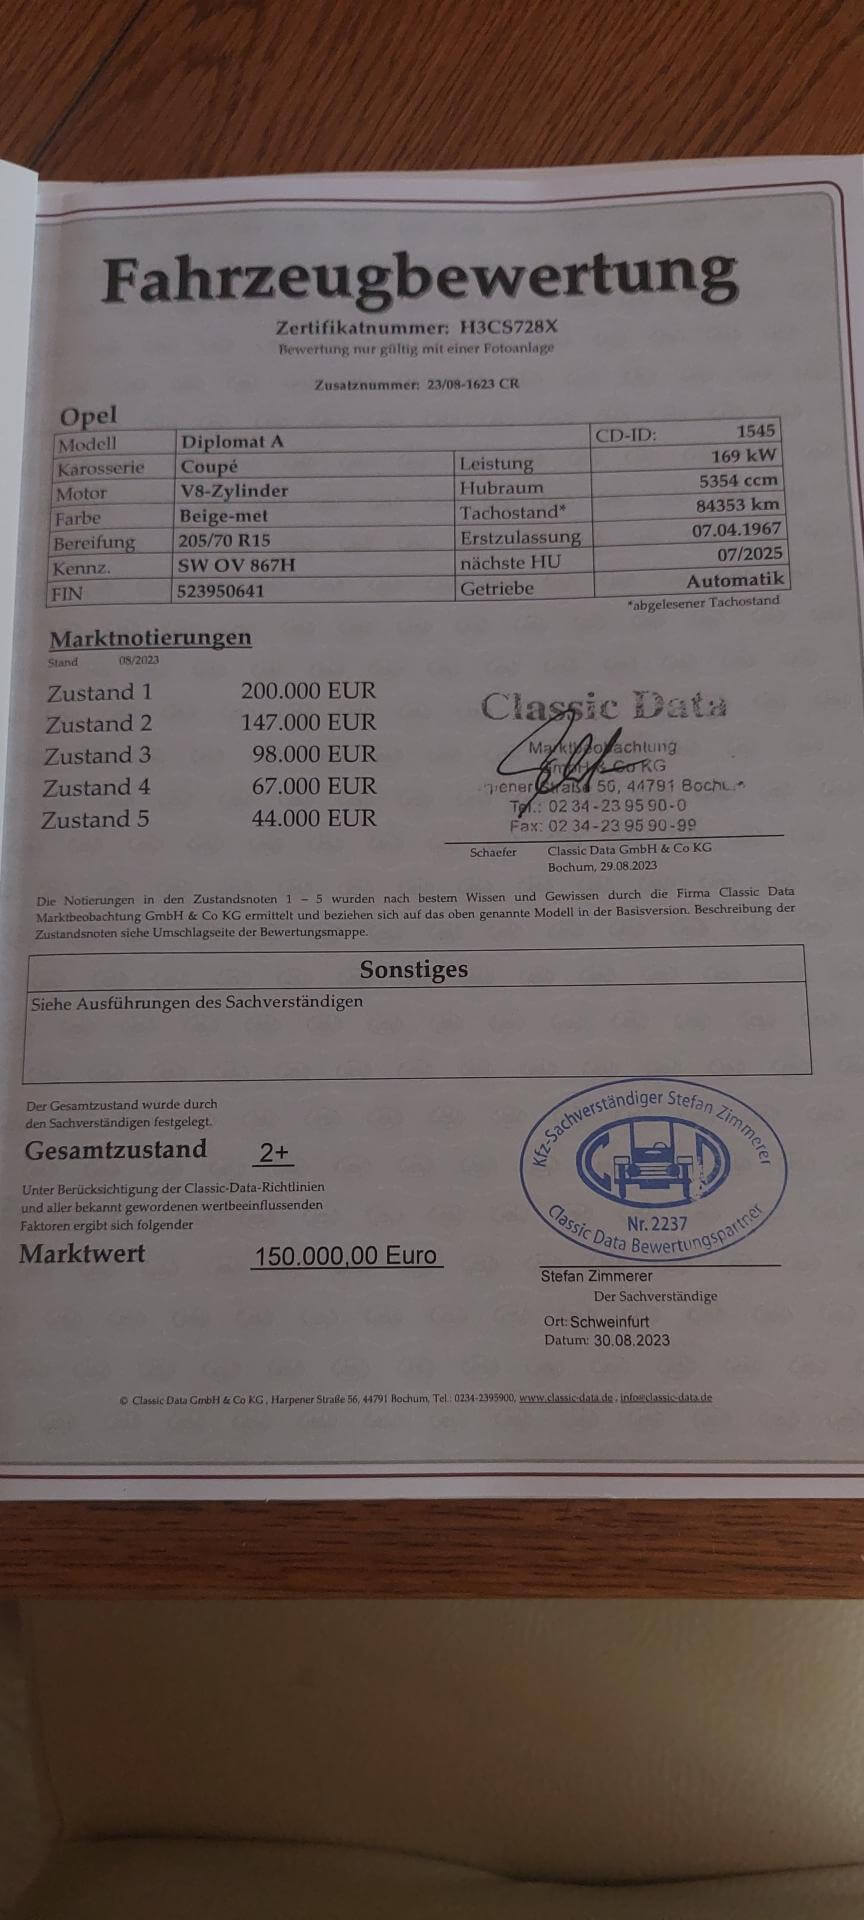 Fahrzeugbewertung
Zertifikatnummer: H3CS728X
Bewertung nur gültig mit einer Fotoanlage
Zusatznummer: 23/08-1623 CR
Opel
Modell Diplomat A CD-ID: 1545
Karosserie Coupé Leistung 169 kW
Motor V8-Zylinder Hubraum 5354 ccm
Farbe Beige-met Tachostand* 84353 km
Bereifung 205/70 R15 Erstzulassung 07.04.1967
Kennz. SW OV 867H nächste HU 07/2025
FIN 523950641 Getriebe Automatik
*abgelesener Tachostand
Marktnotierungen
Stand 08/2023
Zustand 1 200.000 EUR
Zustand 2 147.000 EUR
Zustand 3 98.000 EUR
Zustand 4 67.000 EUR
Zustand 5 44.000 EUR
Classic Data
Marktbeobachtung
GmbH & Co KG
Straße 56, 44791
Tel.: 02 34-23 95 90-0
Fax: 02 34-23 95 90-99
Schaefer Classic Data GmbH & Co KG
Bochum, 29.08.2023
Die Notierungen in den Zustandsnoten 1 – 5 wurden nach bestem Wissen und Gewissen durch die Firma Classic Data
Marktbeobachtung GmbH & Co KG ermittelt und beziehen sich auf das oben genannte Modell in der Basisversion. Beschreibung der
Zustandsnoten siehe Umschlagseite der Bewertungsmappe.
Sonstiges
Siehe Ausführungen des Sachverständigen
Der Gesamtzustand wurde durch
den Sachverständigen festgelegt.
Gesamtzustand 2+
Unter Berücksichtigung der Classic-Data-Richtlinien
und aller bekannt gewordenen wertbeeinflussenden
Faktoren ergibt sich folgender
Marktwert 150.000,00 Euro
Kfz-Sachverständiger Stefan Zimmerer
Nr. 2237
Classic Data Bewertungspartner
Stefan Zimmerer
Der Sachverständige
Ort: Schweinfurt
Datum: 30.08.2023
© Classic Data GmbH & Co KG, Harpener Straße 56, 44791 Bochum, Tel.: 0234-2395900, www.classic-data.de, info@classic-data.de